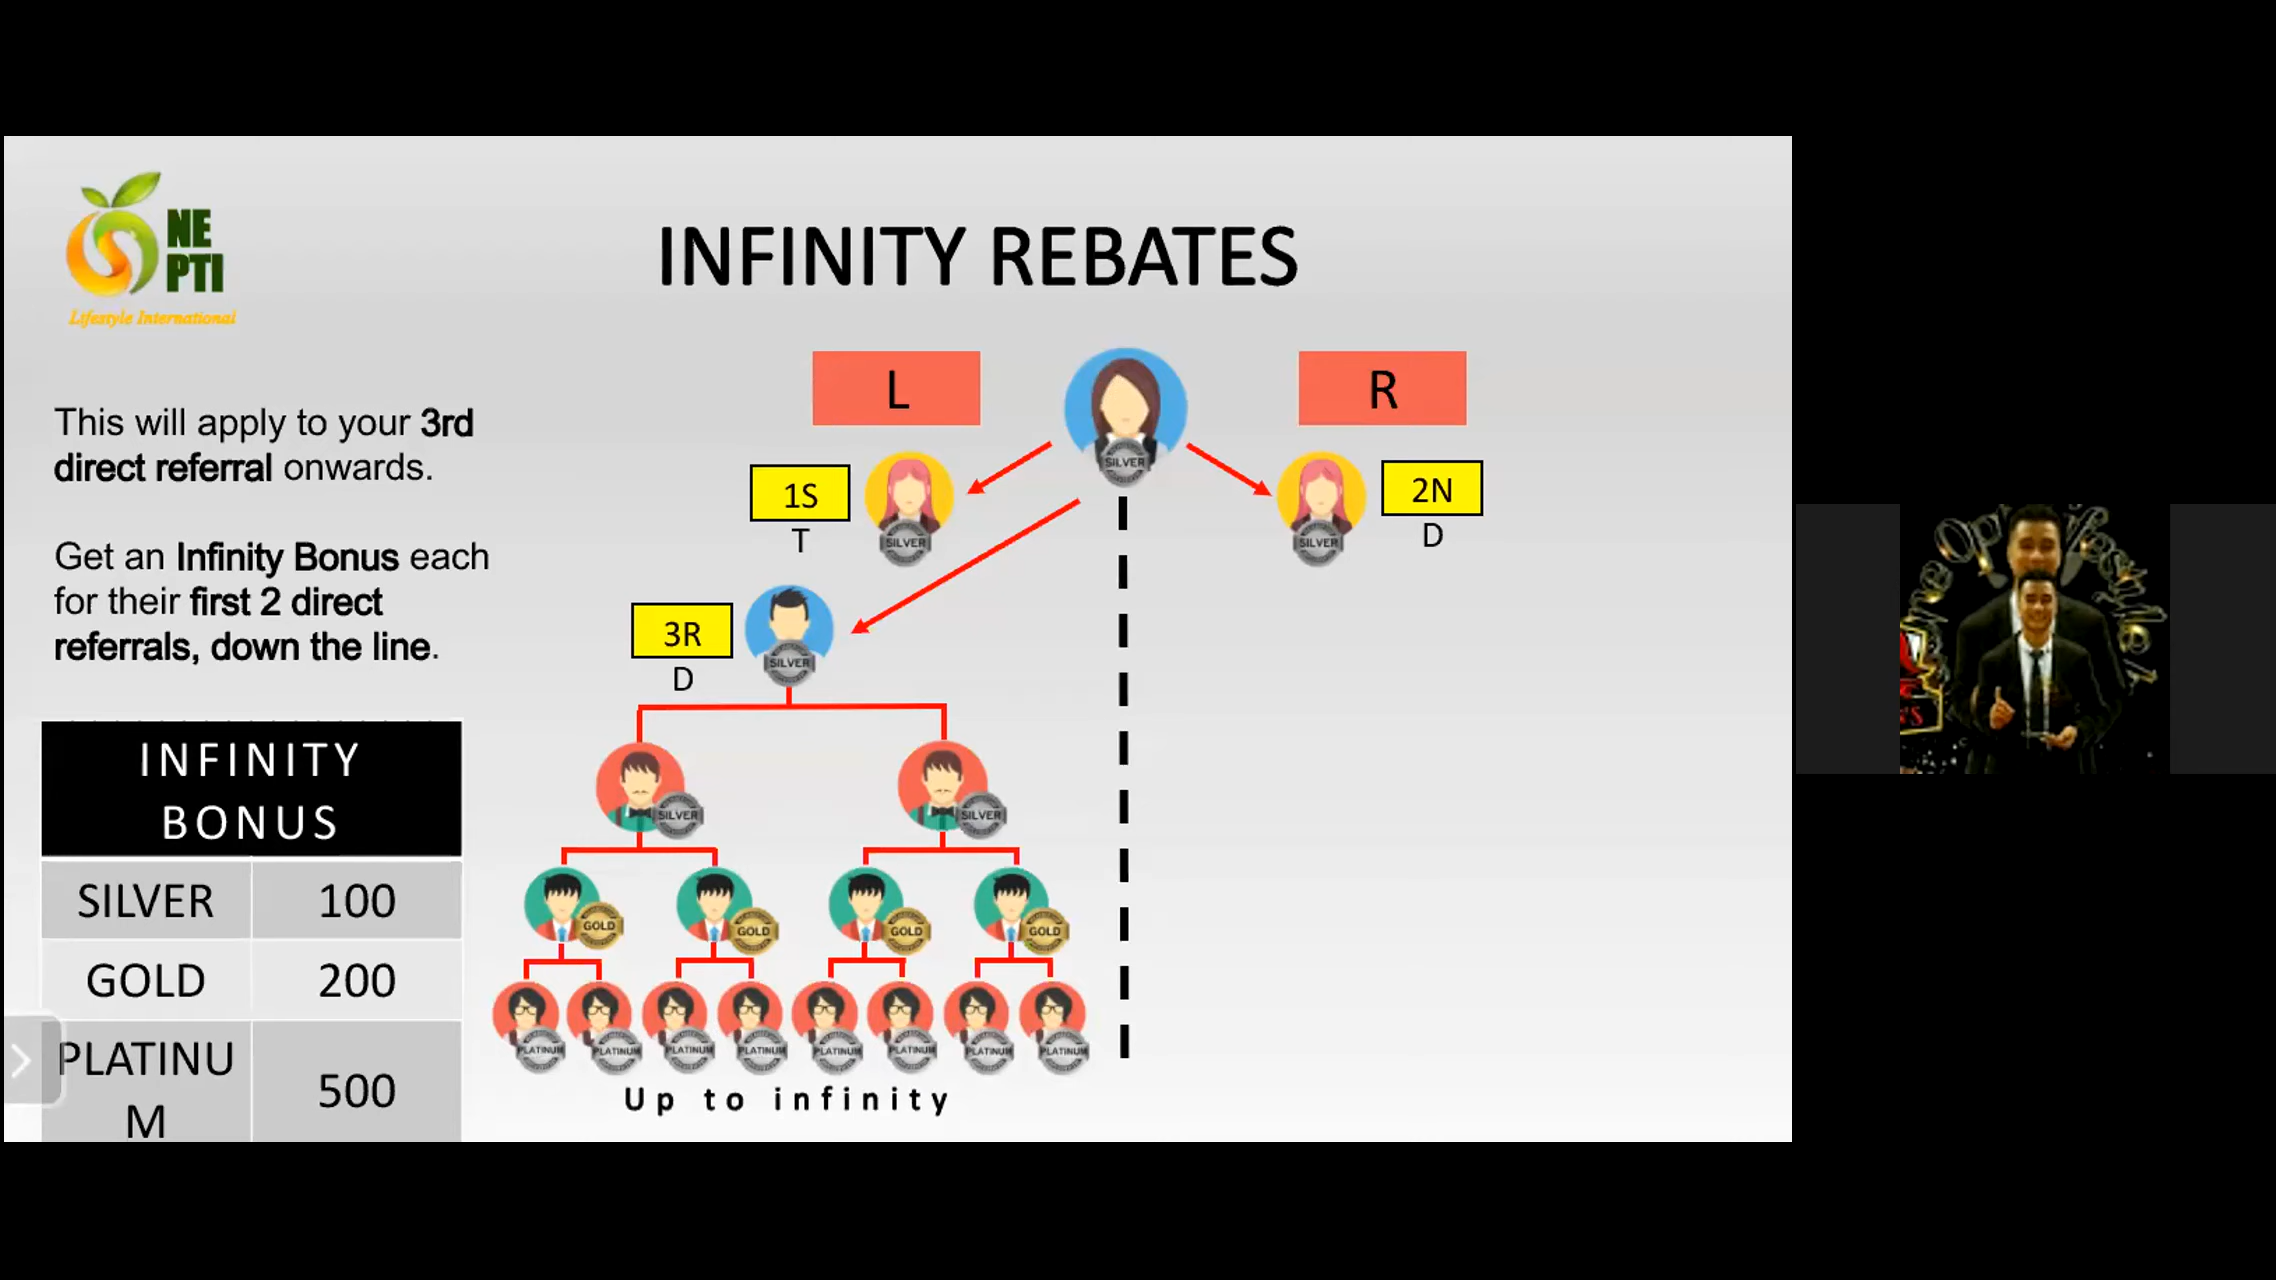 NE
PTI
Lifestyle International
INFINITY REBATES
L
R
This will apply to your 3rd
direct referral onwards.
Get an Infinity Bonus each
for their first 2 direct
referrals, down the line.
SILVER
1S
T
SILVER
SILVER
2N
D
3R
D
SILVER
SILVER
SILVER
GOLD
GOLD
GOLD
GOLD
PLATINUM
PLATINUM
PLATINUM
PLATINUM
PLATINUM
PLATINUM
PLATINUM
PLATINUM
Up to infinity
INFINITY
BONUS
SILVER 100
GOLD 200
PLATINU
M
500